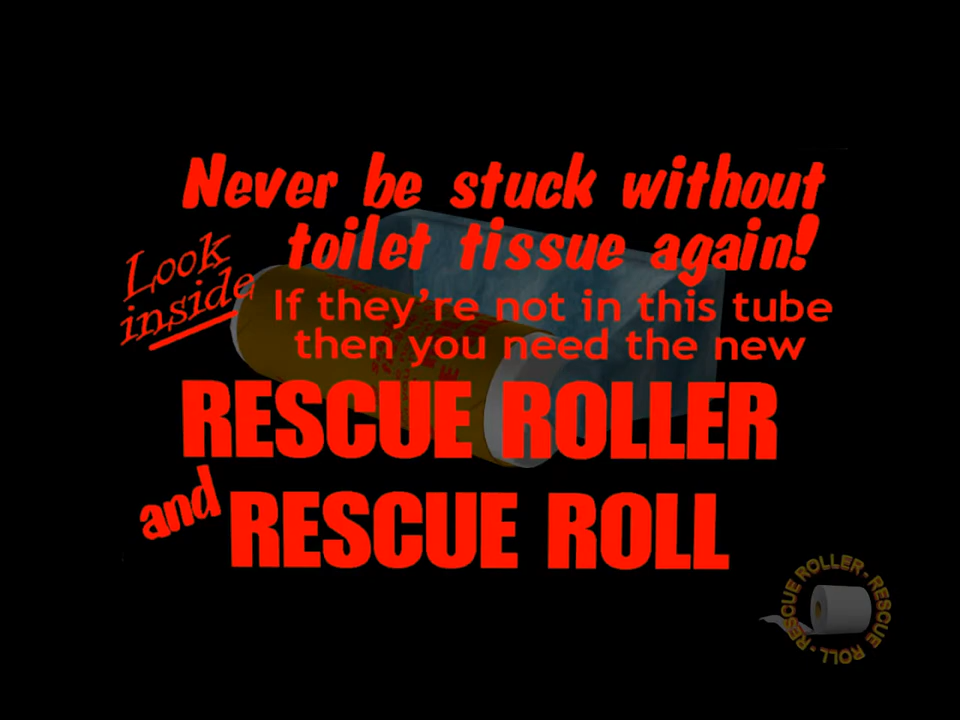 Never be stuck without
toilet tissue again!
Look
inside
If they're not in this tube
then you need the new
RESCUE ROLLER
and
RESCUE ROLL
RESCUE ROLLER - RESCUE ROLL -